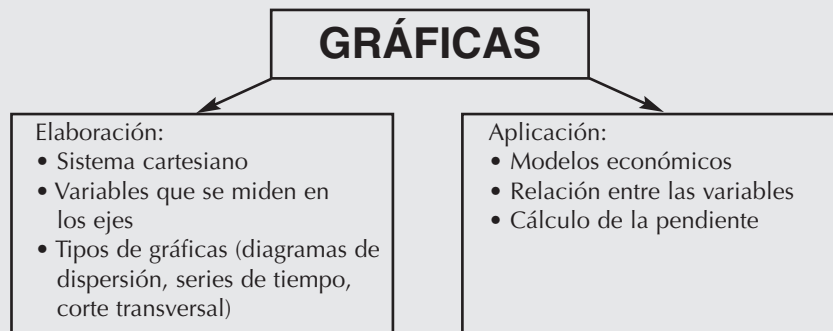 GRÁFICAS
Elaboración:
• Sistema cartesiano
• Variables que se miden en
los ejes
• Tipos de gráficas (diagramas de
dispersión, series de tiempo,
corte transversal)
Aplicación:
• Modelos económicos
• Relación entre las variables
• Cálculo de la pendiente